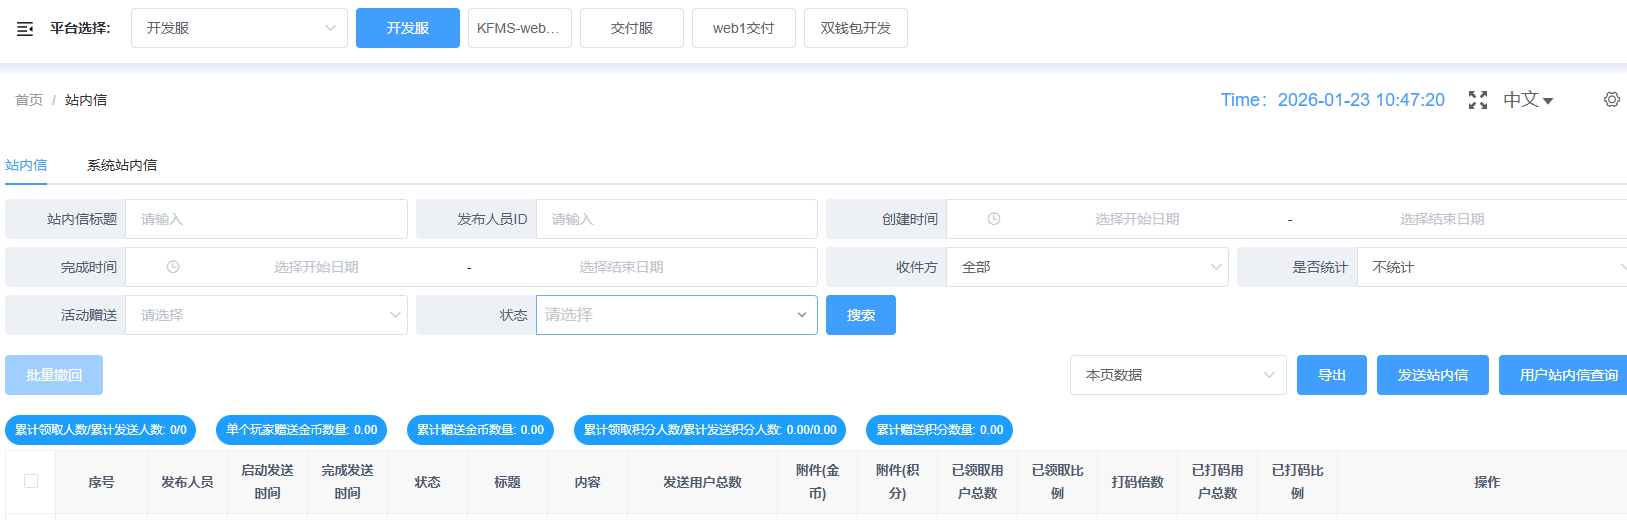 平台选择: 开发服 开发服 KFMS-web... 交付服 web1交付 双钱包开发
首页 / 站内信 Time：2026-01-23 10:47:20 中文
站内信 系统站内信
站内信标题 请输入 发布人员ID 请输入 创建时间 选择开始日期 - 选择结束日期
完成时间 选择开始日期 - 选择结束日期 收件方 全部 是否统计 不统计
活动赠送 请选择 状态 请选择 搜索
批量撤回 本页数据 导出 发送站内信 用户站内信查询
累计领取人数/累计发送人数: 0/0 单个玩家赠送金币数量: 0.00 累计赠送金币数量: 0.00 累计领取积分人数/累计发送积分人数: 0.00/0.00 累计赠送积分数量: 0.00
序号 发布人员 启动发送时间 完成发送时间 状态 标题 内容 发送用户总数 附件(金币) 附件(积分) 已领取用户总数 已领取比例 打码倍数 已打码用户总数 已打码比例 操作